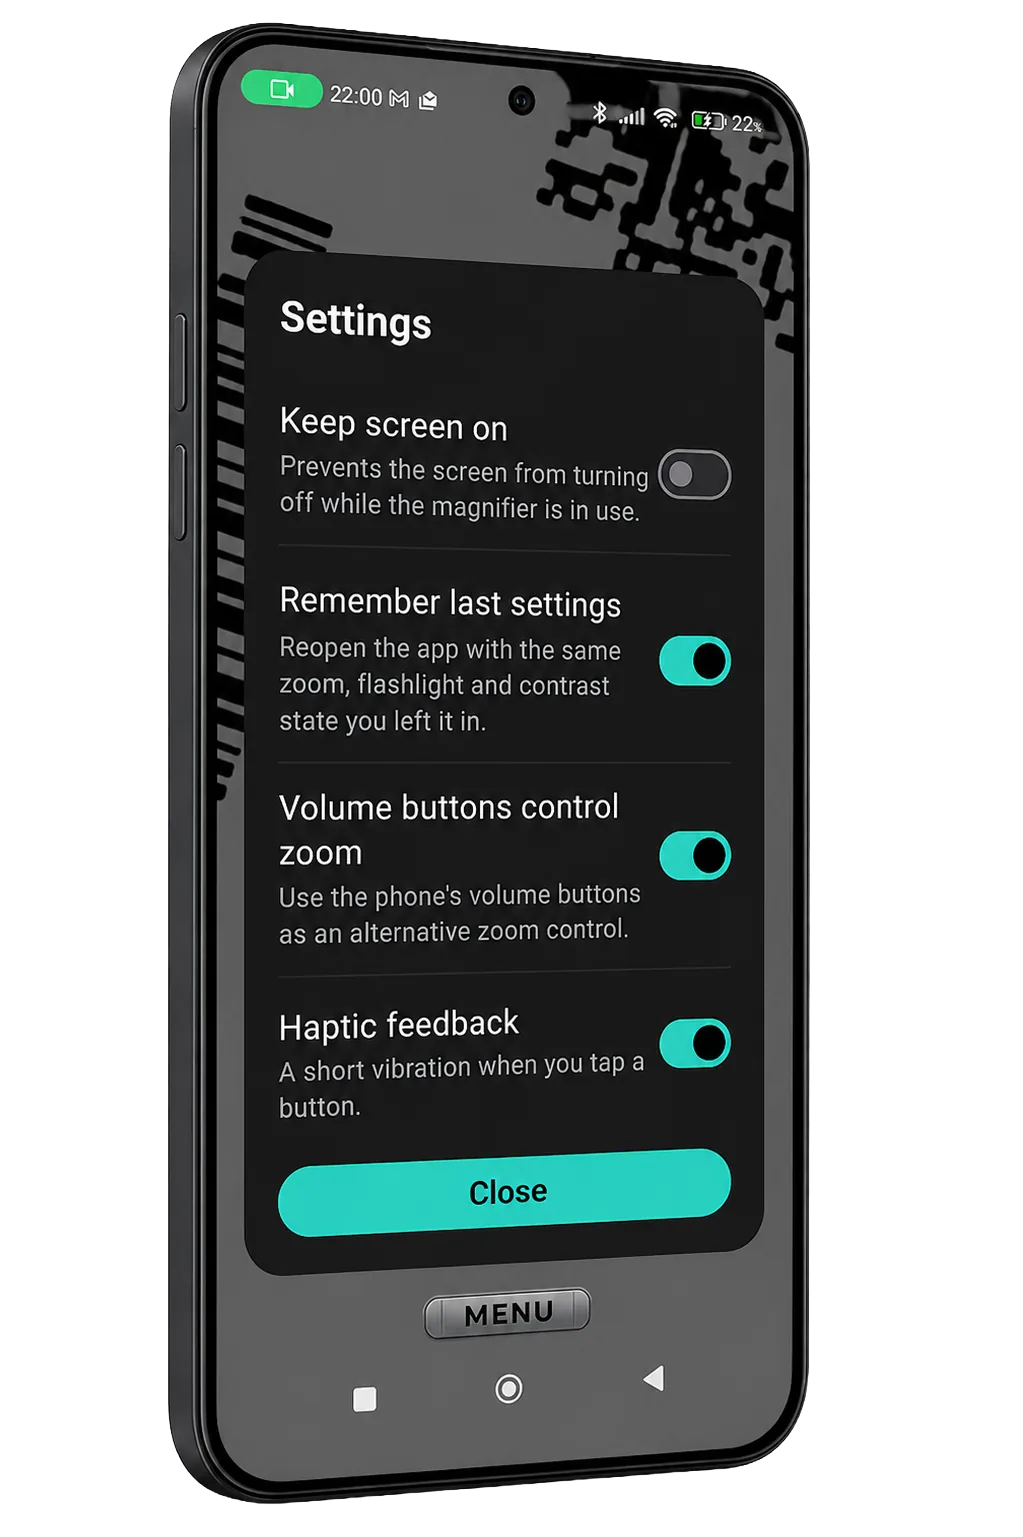 22:00 22%
Settings
Keep screen on
Prevents the screen from turning
off while the magnifier is in use.
Remember last settings
Reopen the app with the same
zoom, flashlight and contrast
state you left it in.
Volume buttons control
zoom
Use the phone's volume buttons
as an alternative zoom control.
Haptic feedback
A short vibration when you tap a
button.
Close
MENU